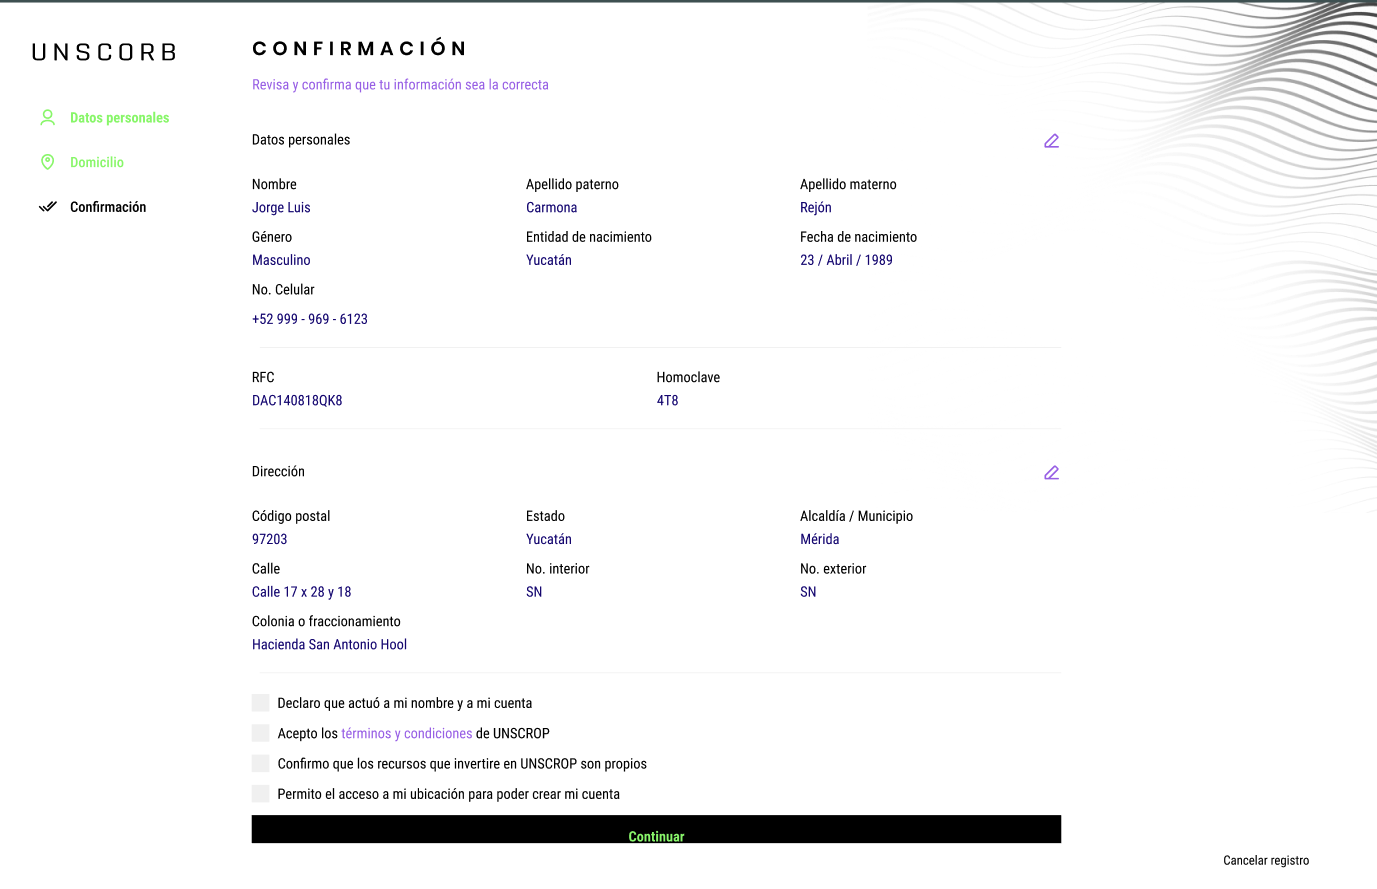 UNSCORB
Datos personales
Domicilio
Confirmación
CONFIRMACIÓN
Revisa y confirma que tu información sea la correcta
Datos personales
Nombre Apellido paterno Apellido materno
Jorge Luis Carmona Rejón
Género Entidad de nacimiento Fecha de nacimiento
Masculino Yucatán 23 / Abril / 1989
No. Celular
+52 999 - 969 - 6123
RFC Homoclave
DAC140818QK8 4T8
Dirección
Código postal Estado Alcaldía / Municipio
97203 Yucatán Mérida
Calle No. interior No. exterior
Calle 17 x 28 y 18 SN SN
Colonia o fraccionamiento
Hacienda San Antonio Hool
Declaro que actuó a mi nombre y a mi cuenta
Acepto los términos y condiciones de UNSCROP
Confirmo que los recursos que invertire en UNSCROP son propios
Permito el acceso a mi ubicación para poder crear mi cuenta
Continuar
Cancelar registro